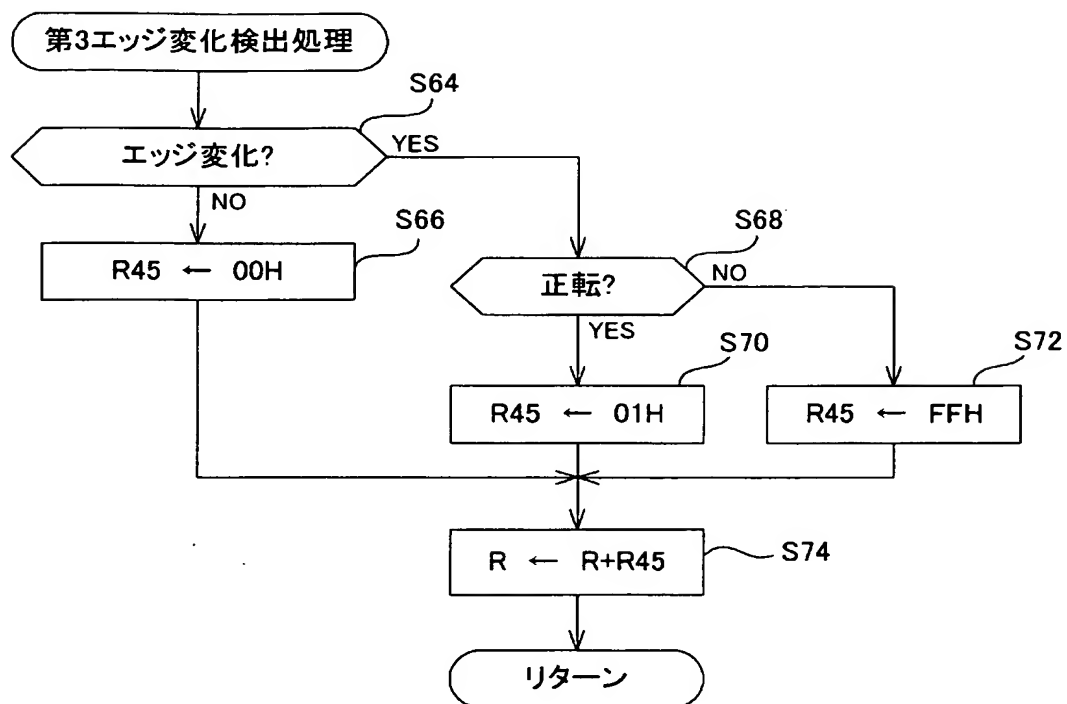 第3エッジ変化検出処理
S64
エッジ変化?
YES
NO
S66
R45 ← 00H
S68
正転?
NO
YES
S70
R45 ← 01H
S72
R45 ← FFH
R ← R+R45
S74
リターン